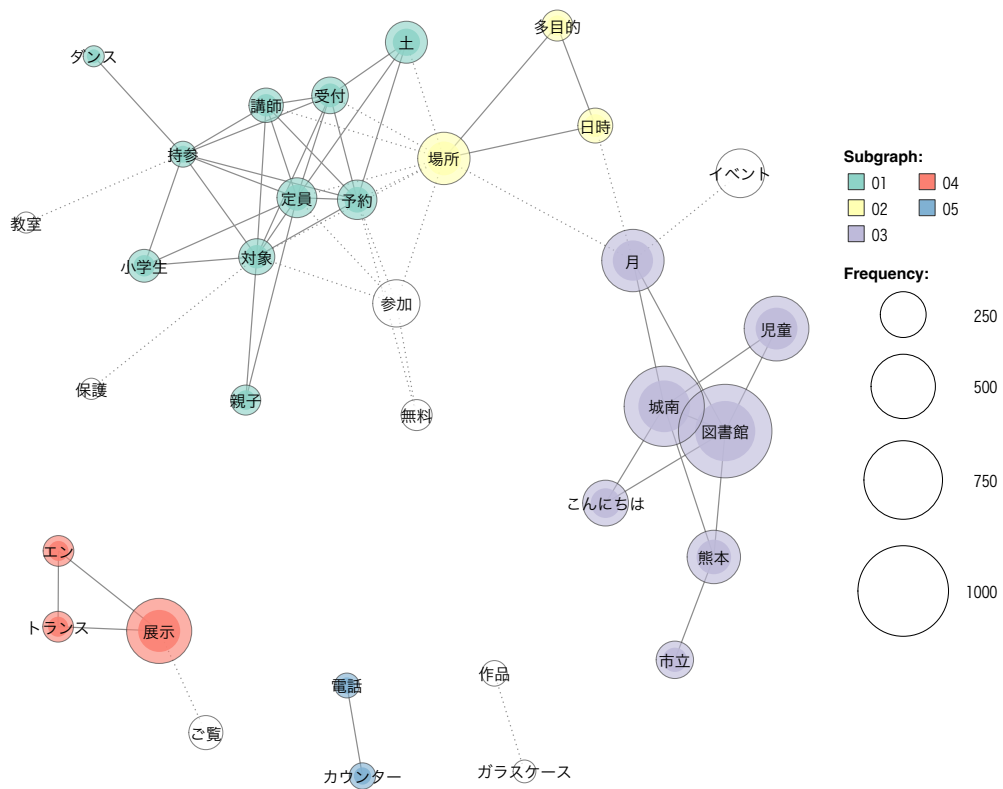 多目的
土
ダンス
受付
講師
日時
持参
場所
イベント
定員
予約
教室
対象
小学生
月
参加
児童
保護
親子
城南
無料
図書館
こんにちは
エン
熊本
トランス
展示
市立
作品
電話
ご覧
ガラスケース
カウンター
Subgraph:
01 04
02 05
03
Frequency:
250
500
750
1000